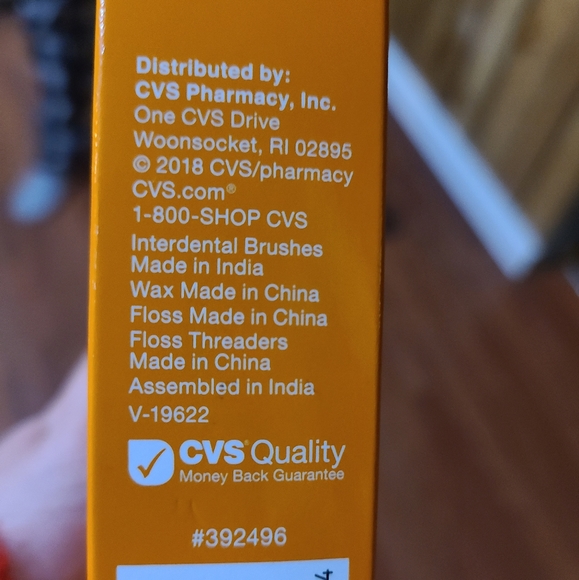 Distributed by:
CVS Pharmacy, Inc.
One CVS Drive
Woonsocket, RI 02895
© 2018 CVS/pharmacy
CVS.com®
1-800-SHOP CVS
Interdental Brushes
Made in India
Wax Made in China
Floss Made in China
Floss Threaders
Made in China
Assembled in India
V-19622
CVS® Quality
Money Back Guarantee
#392496